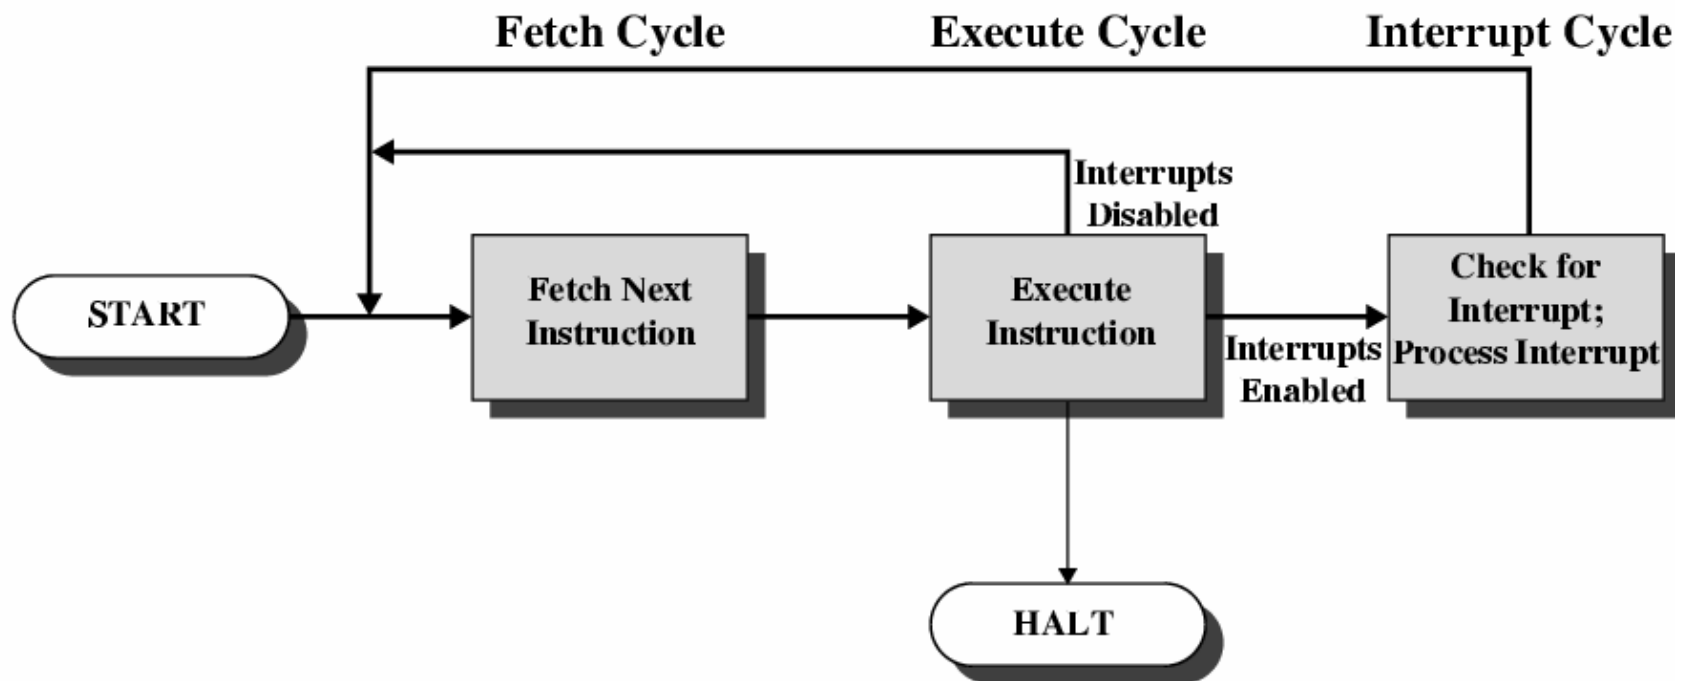 Fetch Cycle
Execute Cycle
Interrupt Cycle
Interrupts
Disabled
START
Fetch Next
Instruction
Execute
Instruction
Interrupts
Enabled
Check for
Interrupt;
Process Interrupt
HALT